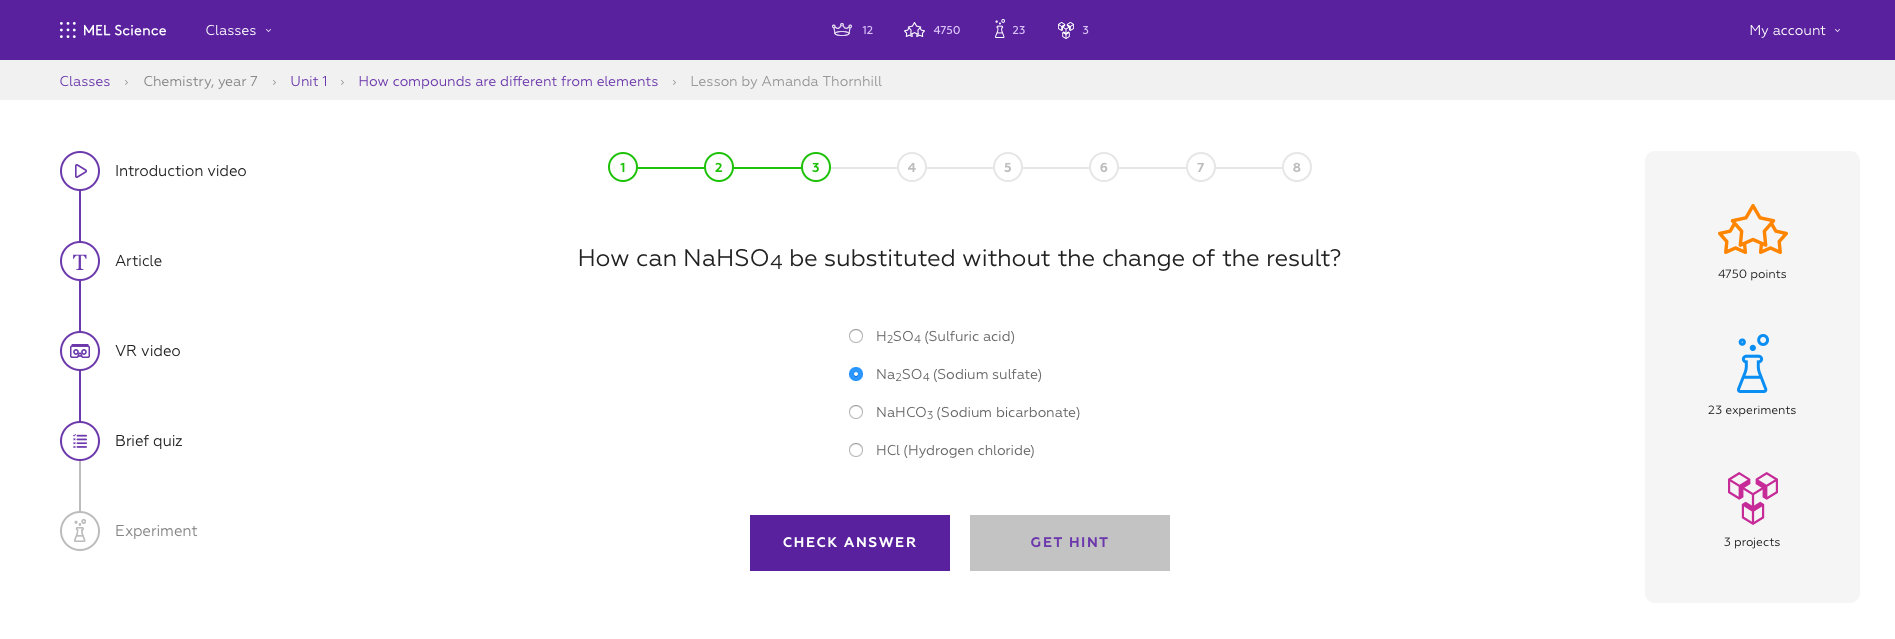 MEL Science Classes 12 4750 23 3 My account
Classes › Chemistry, year 7 › Unit 1 › How compounds are different from elements › Lesson by Amanda Thornhill
Introduction video
T Article
VR video
Brief quiz
Experiment
1 2 3 4 5 6 7 8
How can NaHSO4 be substituted without the change of the result?
H2SO4 (Sulfuric acid)
Na2SO4 (Sodium sulfate)
NaHCO3 (Sodium bicarbonate)
HCl (Hydrogen chloride)
CHECK ANSWER GET HINT
4750 points
23 experiments
3 projects